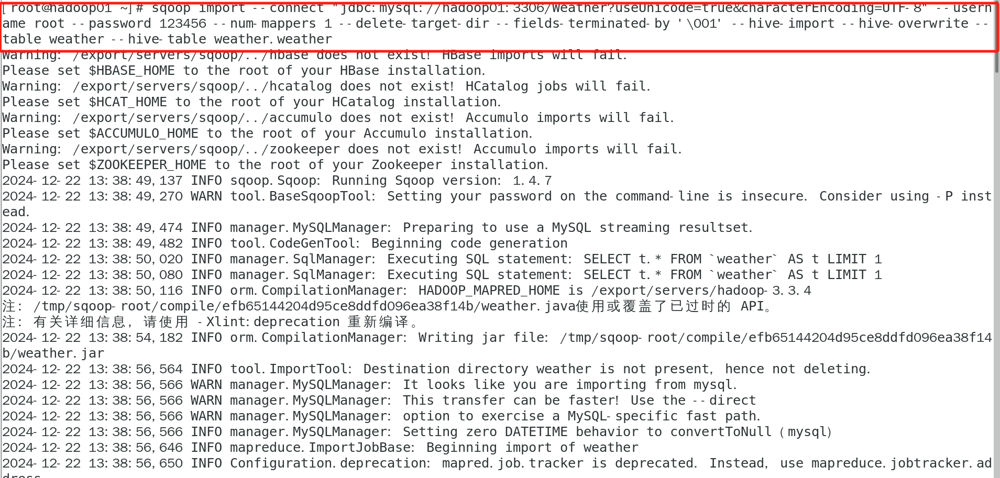 [root@hadoop01 ~]# sqoop import --connect "jdbc:mysql://hadoop01:3306/Weather?useUnicode=true&characterEncoding=UTF-8" --usern
ame root --password 123456 --num-mappers 1 --delete-target-dir --fields-terminated-by '\001' --hive-import --hive-overwrite --
table weather --hive-table weather.weather
Warning: /export/servers/sqoop/../hbase does not exist! HBase imports will fail.
Please set $HBASE_HOME to the root of your HBase installation.
Warning: /export/servers/sqoop/../hcatalog does not exist! HCatalog jobs will fail.
Please set $HCAT_HOME to the root of your HCatalog installation.
Warning: /export/servers/sqoop/../accumulo does not exist! Accumulo imports will fail.
Please set $ACCUMULO_HOME to the root of your Accumulo installation.
Warning: /export/servers/sqoop/../zookeeper does not exist! Accumulo imports will fail.
Please set $ZOOKEEPER_HOME to the root of your Zookeeper installation.
2024-12-22 13:38:49,137 INFO sqoop.Sqoop: Running Sqoop version: 1.4.7
2024-12-22 13:38:49,270 WARN tool.BaseSqoopTool: Setting your password on the command-line is insecure. Consider using -P inst
ead.
2024-12-22 13:38:49,474 INFO manager.MySQLManager: Preparing to use a MySQL streaming resultset.
2024-12-22 13:38:49,482 INFO tool.CodeGenTool: Beginning code generation
2024-12-22 13:38:50,020 INFO manager.SqlManager: Executing SQL statement: SELECT t.* FROM `weather` AS t LIMIT 1
2024-12-22 13:38:50,080 INFO manager.SqlManager: Executing SQL statement: SELECT t.* FROM `weather` AS t LIMIT 1
2024-12-22 13:38:50,116 INFO orm.CompilationManager: HADOOP_MAPRED_HOME is /export/servers/hadoop-3.3.4
注: /tmp/sqoop-root/compile/efb65144204d95ce8ddfd096ea38f14b/weather.java使用或覆盖了已过时的 API。
注: 有关详细信息, 请使用 -Xlint:deprecation 重新编译。
2024-12-22 13:38:54,182 INFO orm.CompilationManager: Writing jar file: /tmp/sqoop-root/compile/efb65144204d95ce8ddfd096ea38f14
b/weather.jar
2024-12-22 13:38:56,564 INFO tool.ImportTool: Destination directory weather is not present, hence not deleting.
2024-12-22 13:38:56,566 WARN manager.MySQLManager: It looks like you are importing from mysql.
2024-12-22 13:38:56,566 WARN manager.MySQLManager: This transfer can be faster! Use the --direct
2024-12-22 13:38:56,566 WARN manager.MySQLManager: option to exercise a MySQL-specific fast path.
2024-12-22 13:38:56,566 INFO manager.MySQLManager: Setting zero DATETIME behavior to convertToNull (mysql)
2024-12-22 13:38:56,646 INFO mapreduce.ImportJobBase: Beginning import of weather
2024-12-22 13:38:56,650 INFO Configuration.deprecation: mapred.job.tracker is deprecated. Instead, use mapreduce.jobtracker.ad
dress